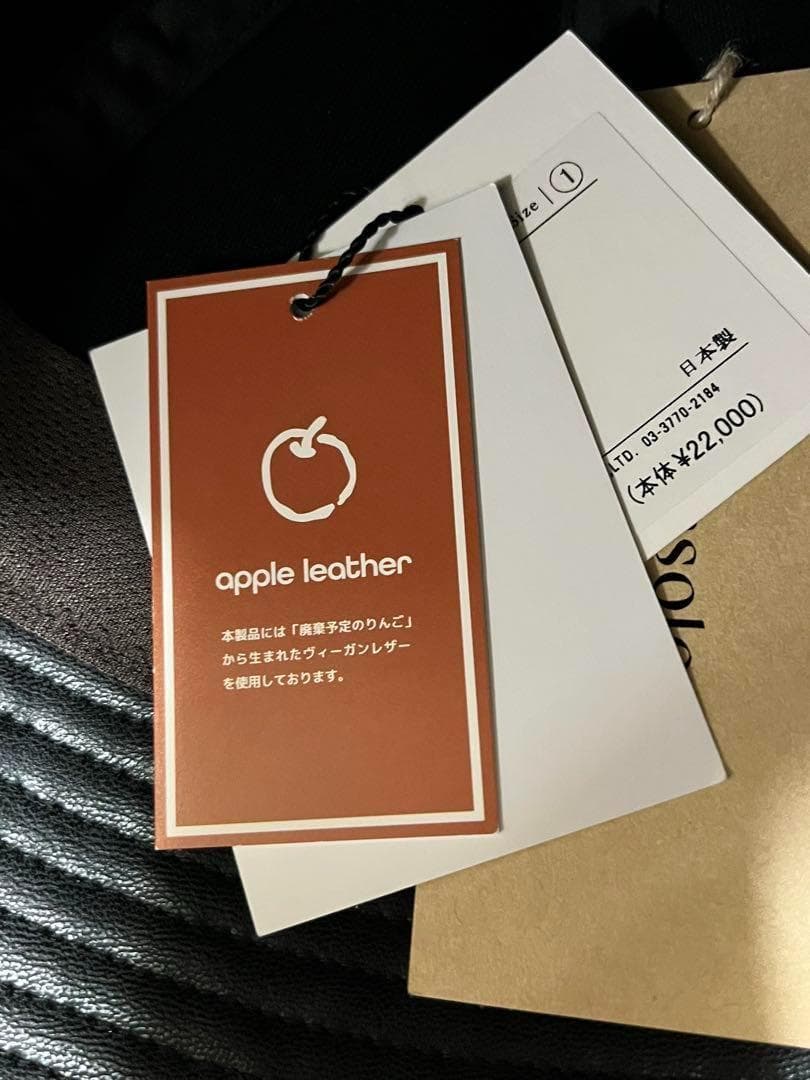 apple leather
本製品には「廃棄予定のりんご」
から生まれたヴィーガンレザー
を使用しております。
Size | ①
日本製
LTD. 03-3770-2184
(本体 ¥22,000)